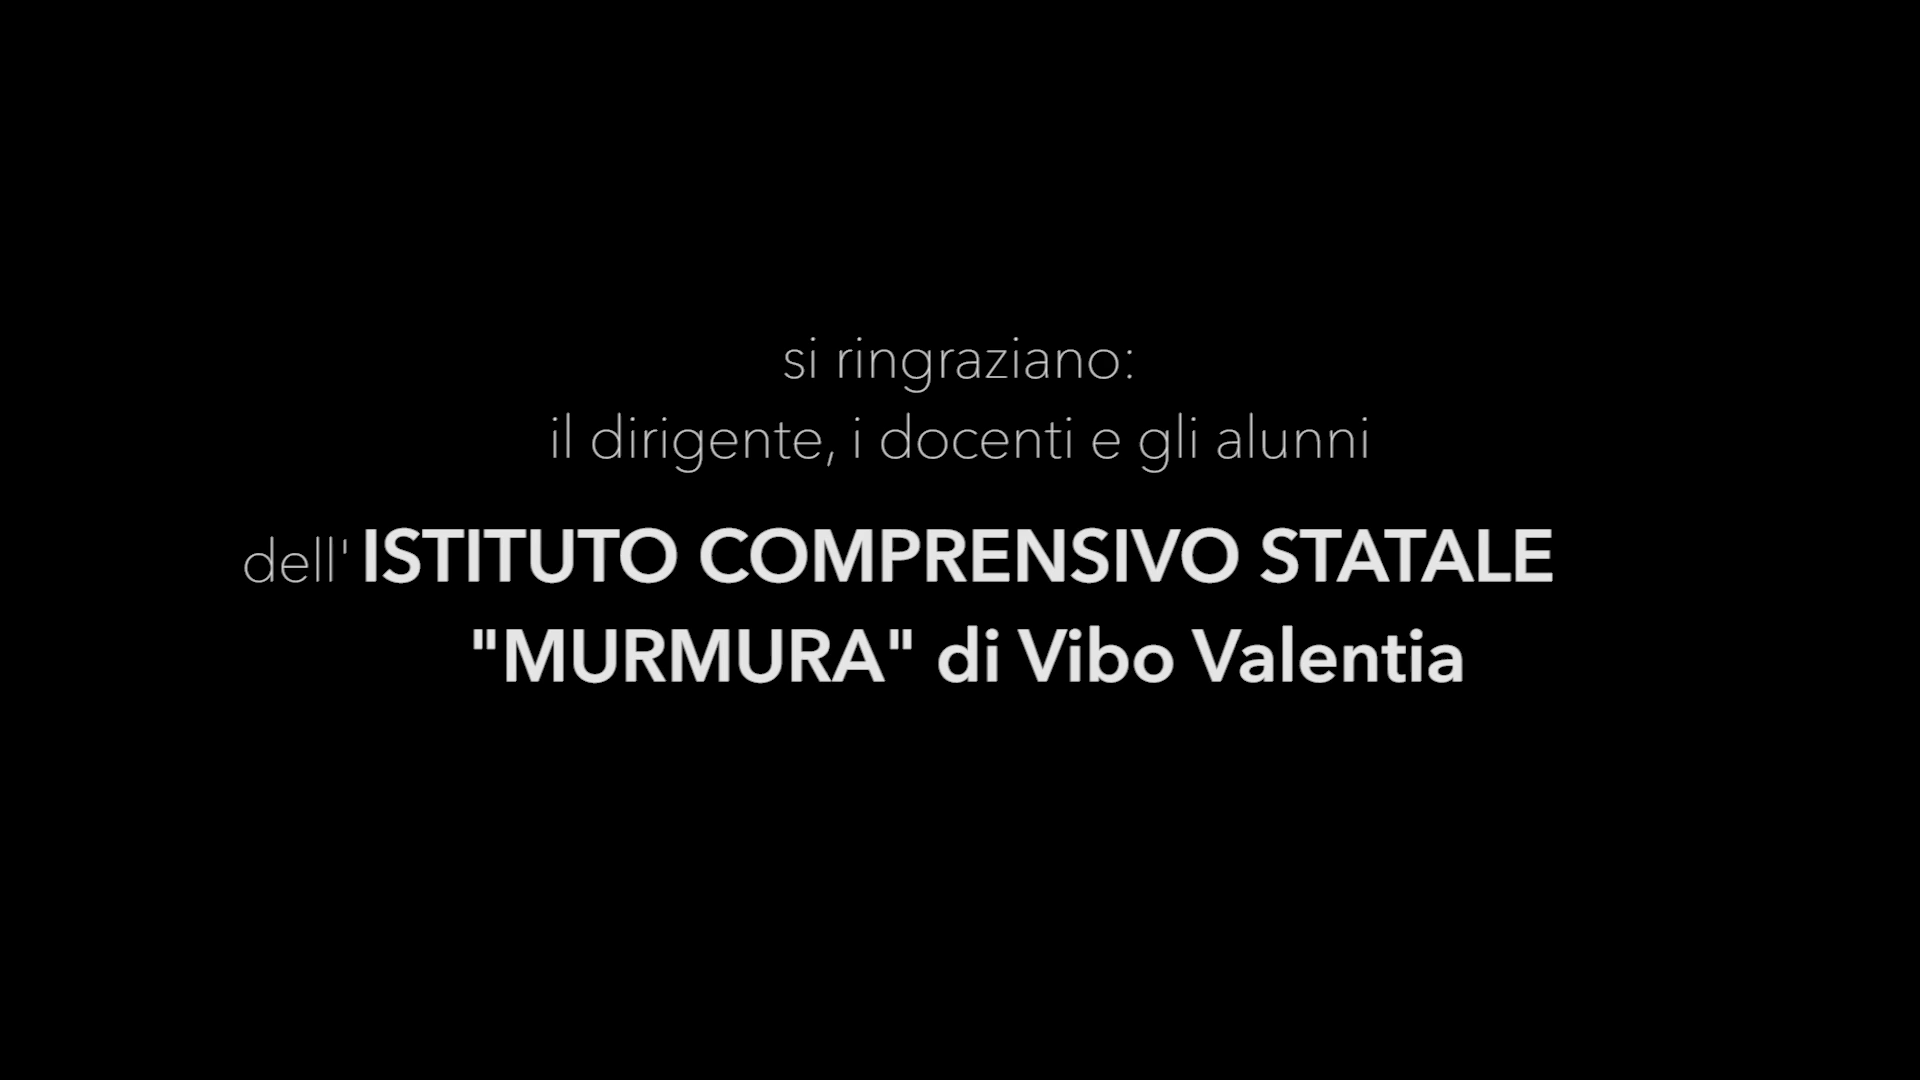 si ringraziano:
il dirigente, i docenti e gli alunni
dell' ISTITUTO COMPRENSIVO STATALE
"MURMURA" di Vibo Valentia